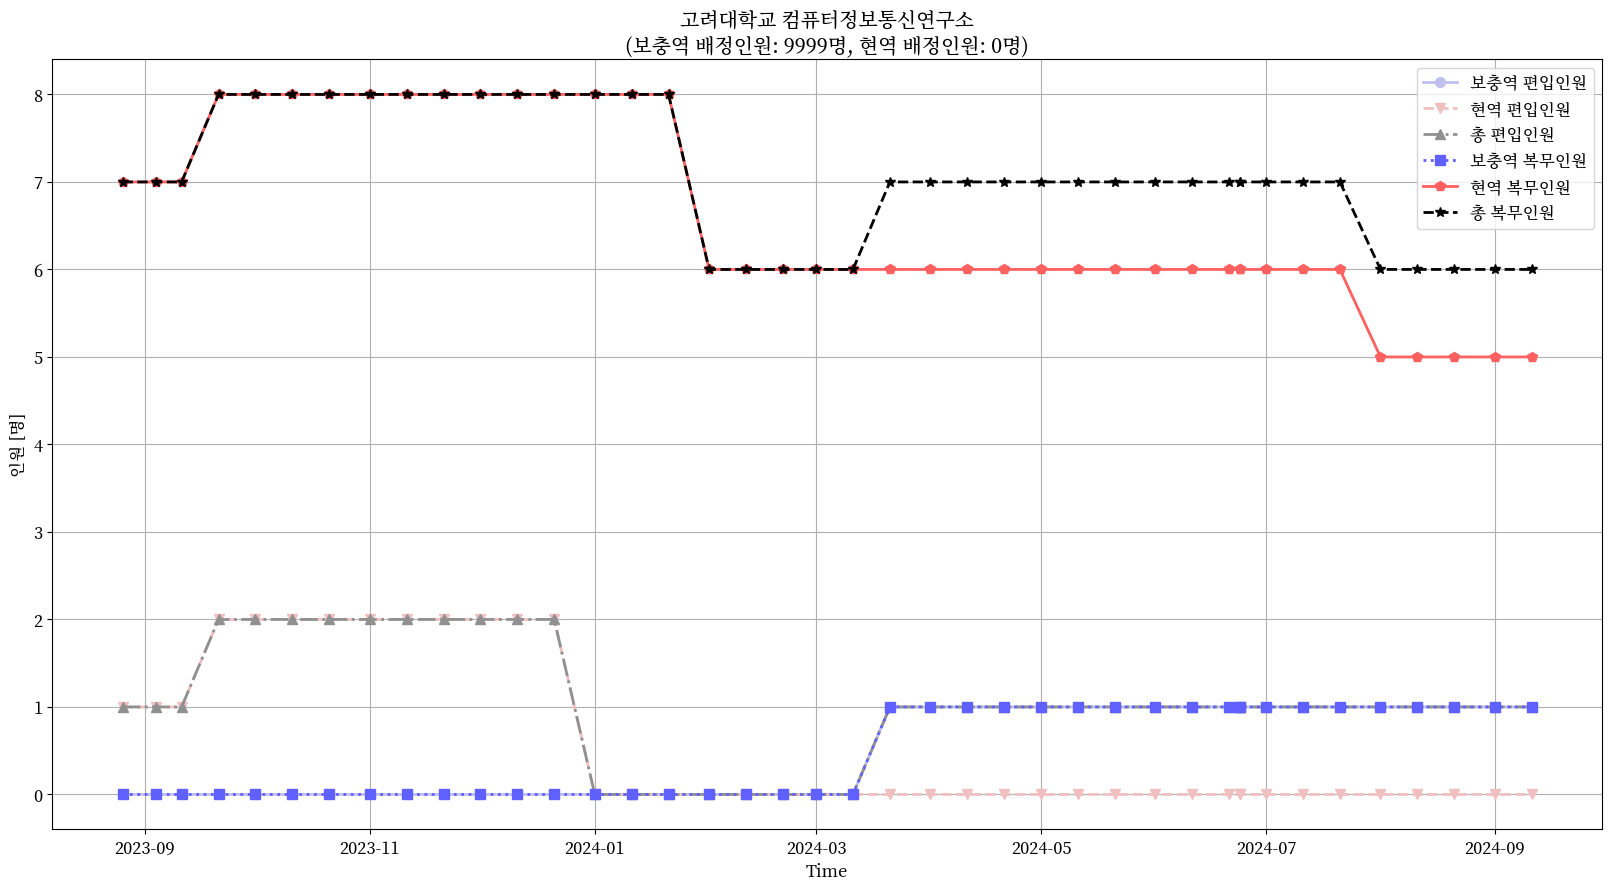 고려대학교 컴퓨터정보통신연구소
(보충역 배정인원: 9999명, 현역 배정인원: 0명)
보충역 편입인원
현역 편입인원
총 편입인원
보충역 복무인원
현역 복무인원
총 복무인원
인원 [명]
8
7
6
5
4
3
2
1
0
2023-09
2023-11
2024-01
2024-03
2024-05
2024-07
2024-09
Time